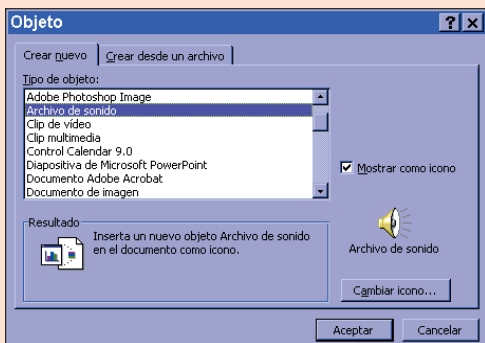 Objeto
Crear nuevo
Crear desde un archivo
Tipo de objeto:
Adobe Photoshop Image
Archivo de sonido
Clip de vídeo
Clip multimedia
Control Calendar 9.0
Diapositiva de Microsoft PowerPoint
Documento Adobe Acrobat
Documento de imagen
Mostrar como icono
Resultado
Inserta un nuevo objeto Archivo de sonido
en el documento como icono.
Archivo de sonido
Cambiar icono...
Aceptar
Cancelar